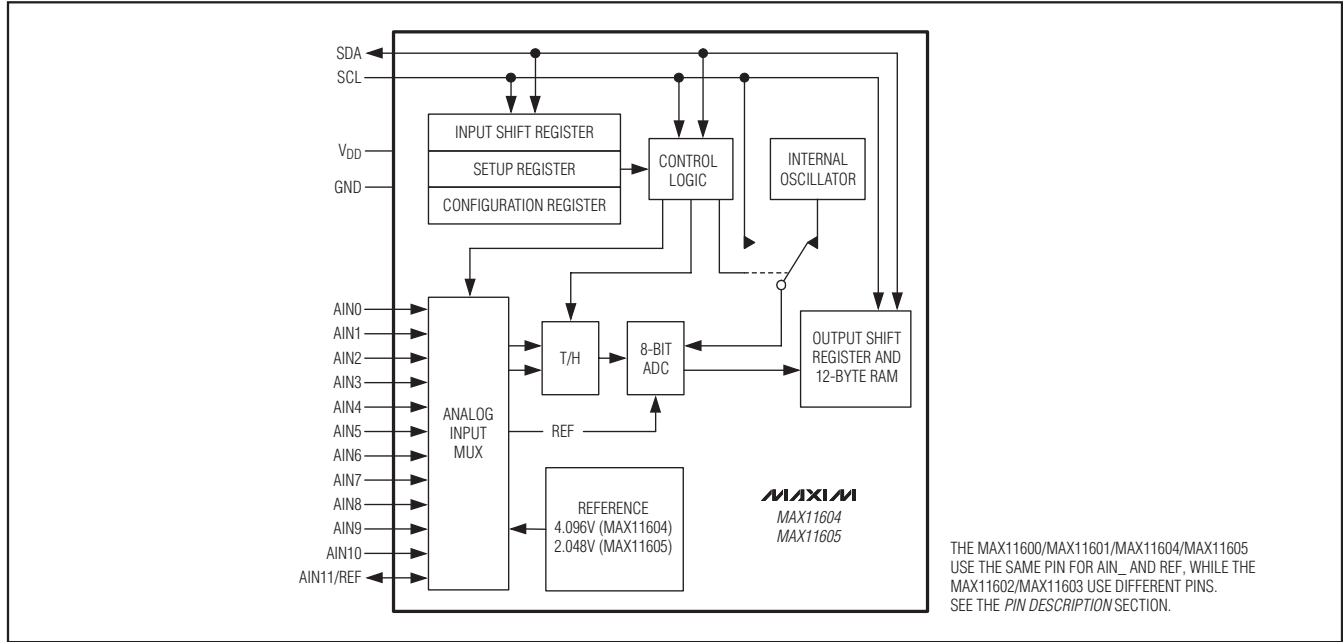 SDA
SCL
VDD
GND
INPUT SHIFT REGISTER
SETUP REGISTER
CONFIGURATION REGISTER
CONTROL
LOGIC
INTERNAL
OSCILLATOR
AIN0
AIN1
AIN2
AIN3
AIN4
AIN5
AIN6
AIN7
AIN8
AIN9
AIN10
AIN11/REF
ANALOG
INPUT
MUX
T/H
8-BIT
ADC
OUTPUT SHIFT
REGISTER AND
12-BYTE RAM
REF
REFERENCE
4.096V (MAX11604)
2.048V (MAX11605)
MAXIM
MAX11604
MAX11605
THE MAX11600/MAX11601/MAX11604/MAX11605
USE THE SAME PIN FOR AIN_ AND REF, WHILE THE
MAX11602/MAX11603 USE DIFFERENT PINS.
SEE THE PIN DESCRIPTION SECTION.